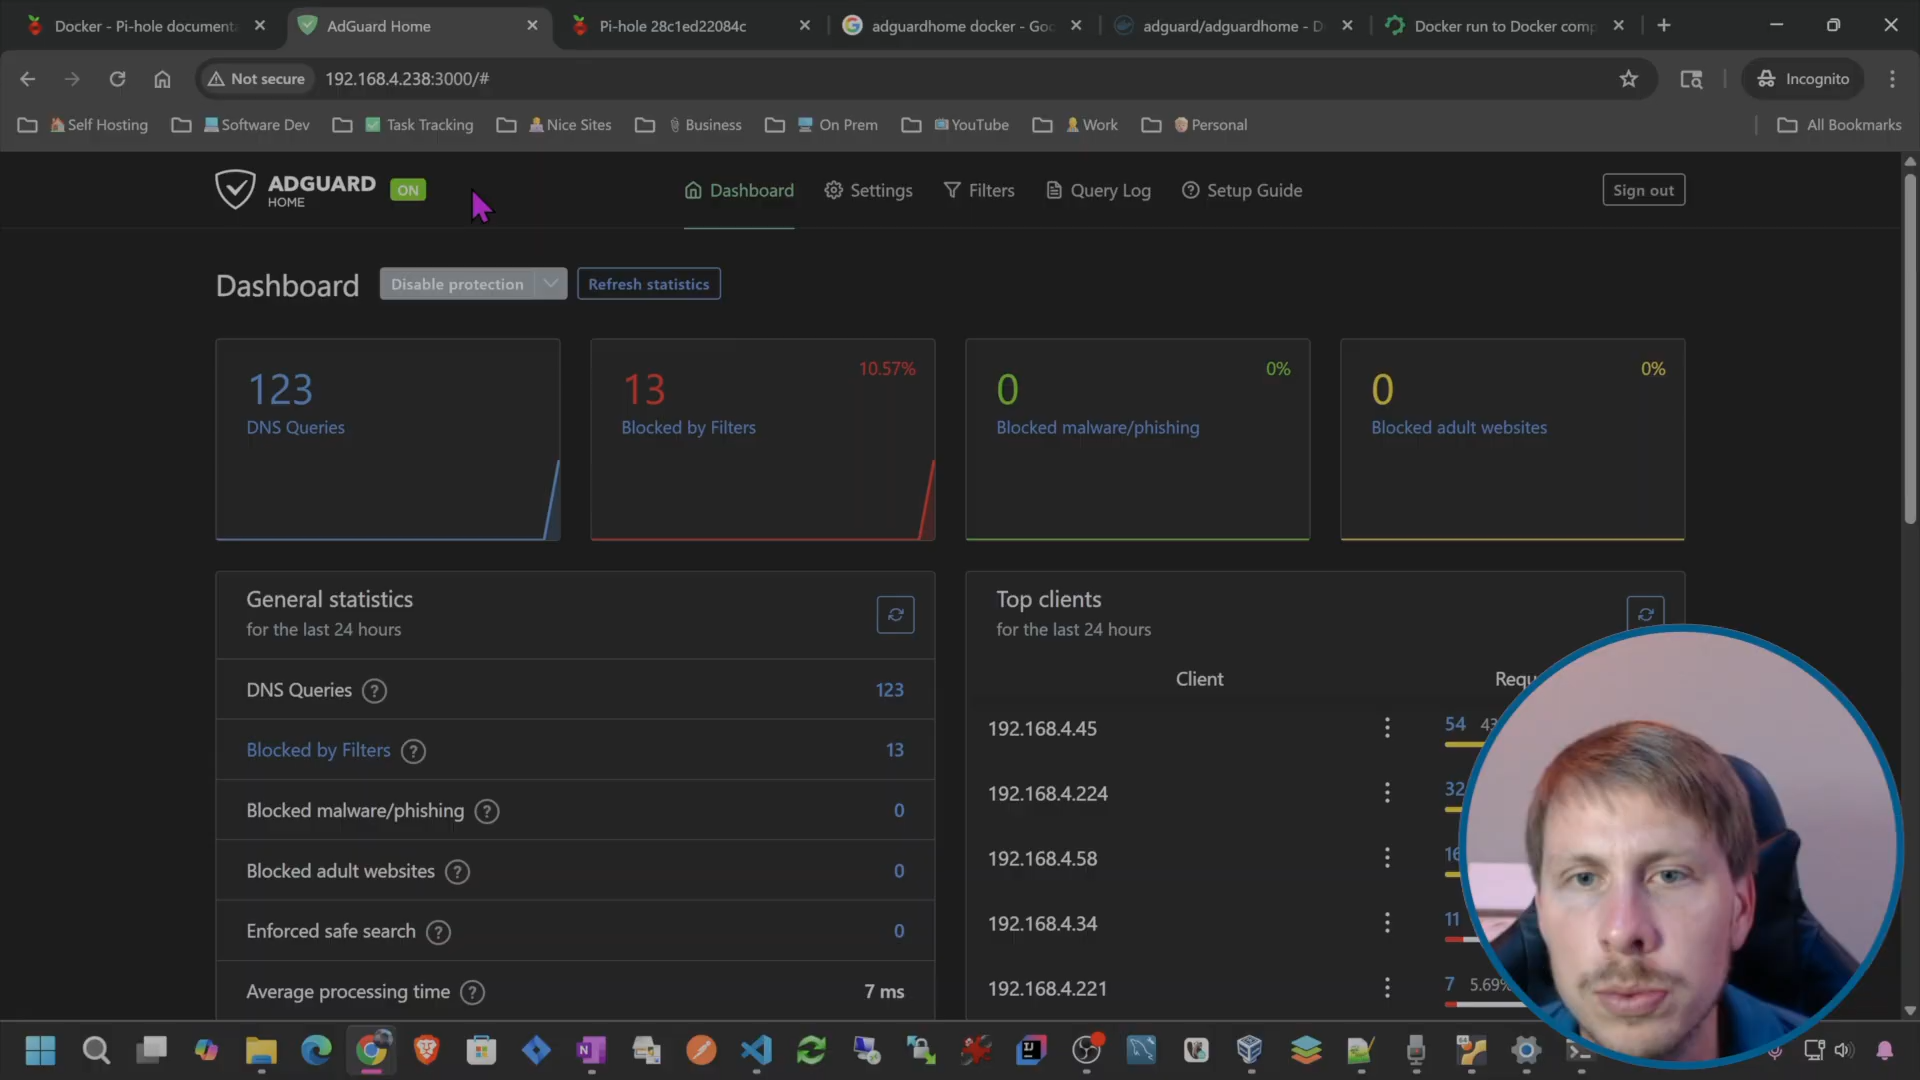 Docker - Pi-hole documenta
AdGuard Home
Pi-hole 28c1ed22084c
adguardhome docker - Goo
adguard/adguardhome - D
Docker run to Docker comp
Not secure
192.168.4.238:3000/#
Incognito
Self Hosting
Software Dev
Task Tracking
Nice Sites
Business
On Prem
YouTube
Work
Personal
All Bookmarks
ADGUARD
HOME
ON
Dashboard
Settings
Filters
Query Log
Setup Guide
Sign out
Dashboard
Disable protection
Refresh statistics
123
DNS Queries
10.57%
13
Blocked by Filters
0%
0
Blocked malware/phishing
0%
0
Blocked adult websites
General statistics
for the last 24 hours
DNS Queries ? 123
Blocked by Filters ? 13
Blocked malware/phishing ? 0
Blocked adult websites ? 0
Enforced safe search ? 0
Average processing time ? 7 ms
Top clients
for the last 24 hours
Client Requ
192.168.4.45 54 43
192.168.4.224 32
192.168.4.58 16
192.168.4.34 11
192.168.4.221 7 5.69%